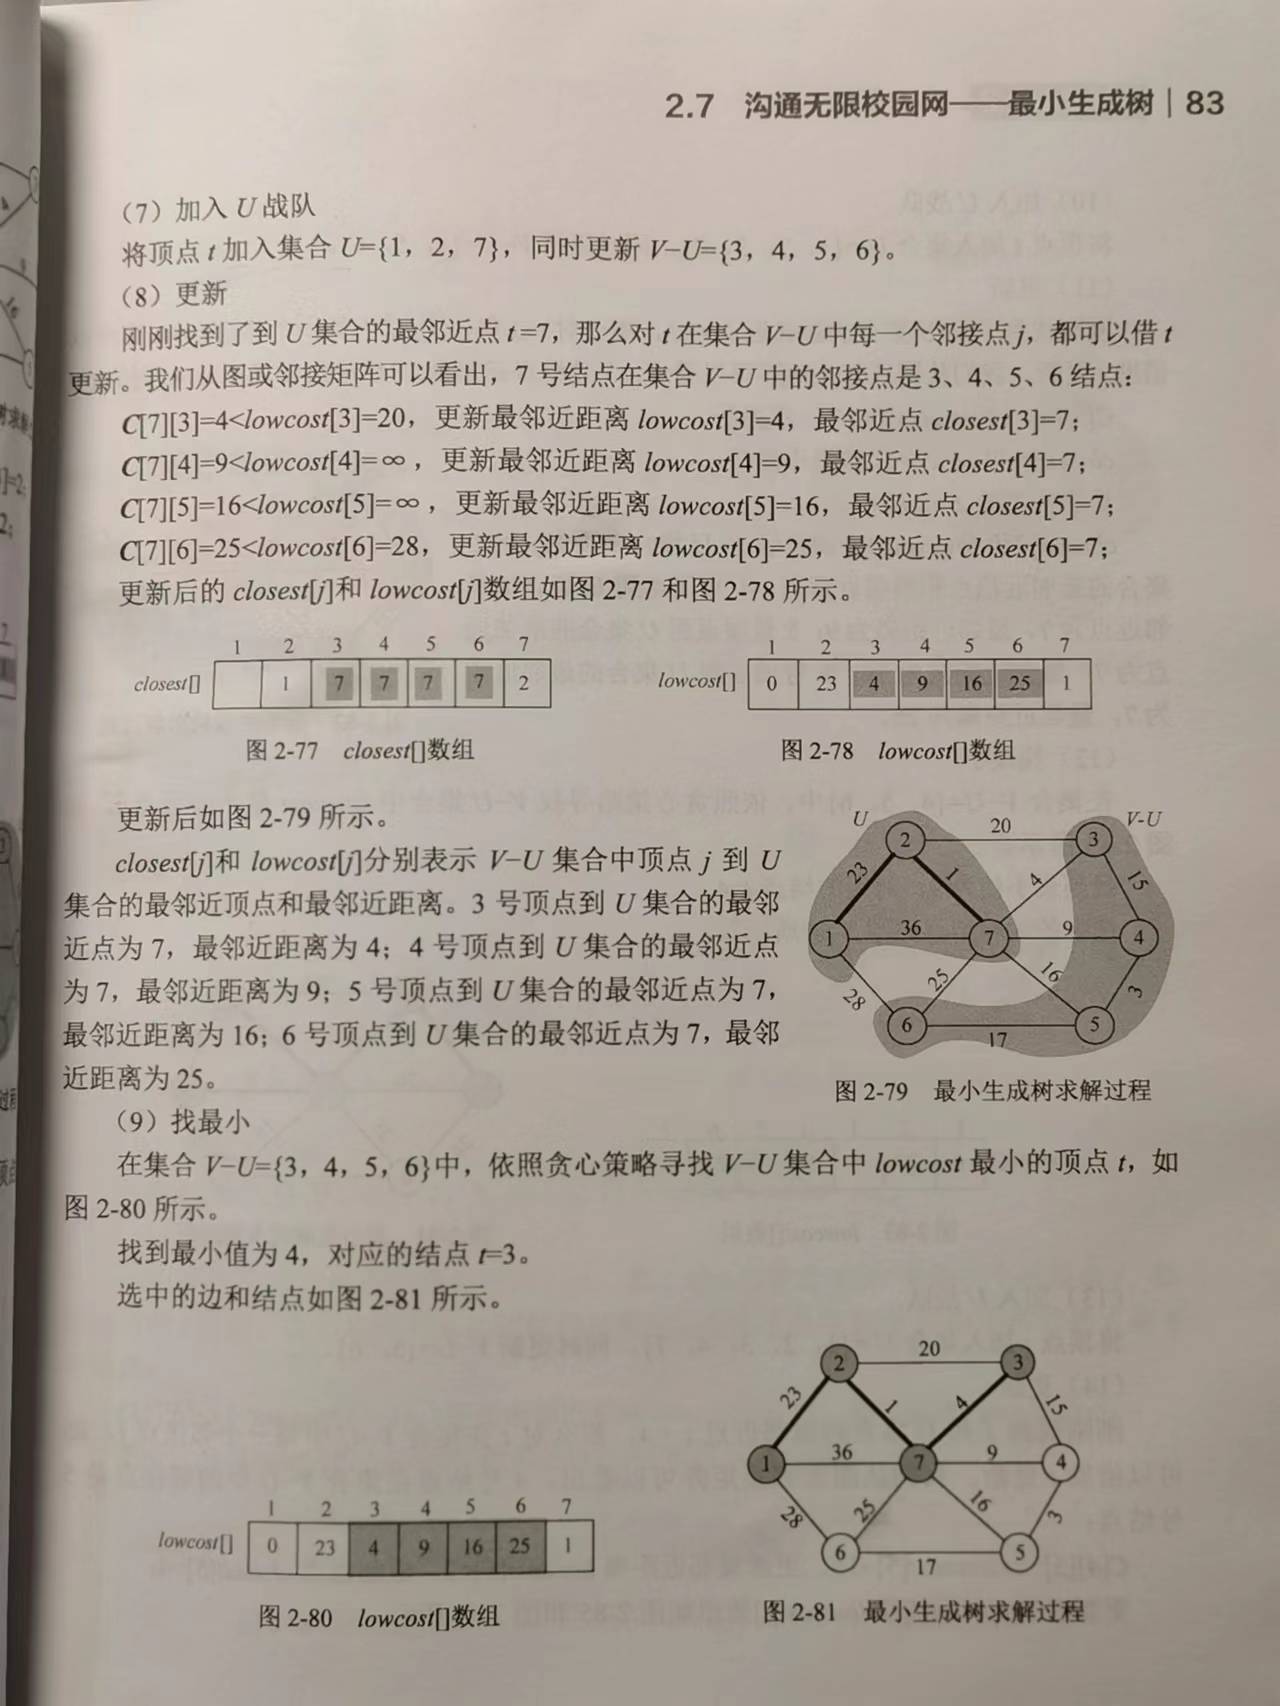 2.7 沟通无限校园网——最小生成树 | 83
（7）加入 U 战队
将顶点 t 加入集合 U={1，2，7}，同时更新 V−U={3，4，5，6}。
（8）更新
刚刚找到了到 U 集合的最邻近点 t =7，那么对 t 在集合 V−U 中每一个邻接点 j，都可以借 t
更新。我们从图或邻接矩阵可以看出，7 号结点在集合 V−U 中的邻接点是 3、4、5、6 结点：
C[7][3]=4<lowcost[3]=20，更新最邻近距离 lowcost[3]=4，最邻近点 closest[3]=7；
C[7][4]=9<lowcost[4]=∞，更新最邻近距离 lowcost[4]=9，最邻近点 closest[4]=7；
C[7][5]=16<lowcost[5]=∞，更新最邻近距离 lowcost[5]=16，最邻近点 closest[5]=7；
C[7][6]=25<lowcost[6]=28，更新最邻近距离 lowcost[6]=25，最邻近点 closest[6]=7；
更新后的 closest[j]和 lowcost[j]数组如图 2-77 和图 2-78 所示。
1 2 3 4 5 6 7
closest[] 1 7 7 7 7 2
图 2-77 closest[]数组
1 2 3 4 5 6 7
lowcost[] 0 23 4 9 16 25 1
图 2-78 lowcost[]数组
更新后如图 2-79 所示。
closest[j]和 lowcost[j]分别表示 V−U 集合中顶点 j 到 U
集合的最邻近顶点和最邻近距离。3 号顶点到 U 集合的最邻
近点为 7，最邻近距离为 4；4 号顶点到 U 集合的最邻近点
为 7，最邻近距离为 9；5 号顶点到 U 集合的最邻近点为 7，
最邻近距离为 16；6 号顶点到 U 集合的最邻近点为 7，最邻
近距离为 25。
U 2 20 3 V-U
23 1 4 15
1 36 7 9 4
28 25 16 3
6 17 5
图 2-79 最小生成树求解过程
（9）找最小
在集合 V−U={3，4，5，6}中，依照贪心策略寻找 V−U 集合中 lowcost 最小的顶点 t，如
图 2-80 所示。
找到最小值为 4，对应的结点 t=3。
选中的边和结点如图 2-81 所示。
1 2 3 4 5 6 7
lowcost[] 0 23 4 9 16 25 1
图 2-80 lowcost[]数组
2 20 3
23 1 4 15
1 36 7 9 4
28 25 16 3
6 17 5
图 2-81 最小生成树求解过程